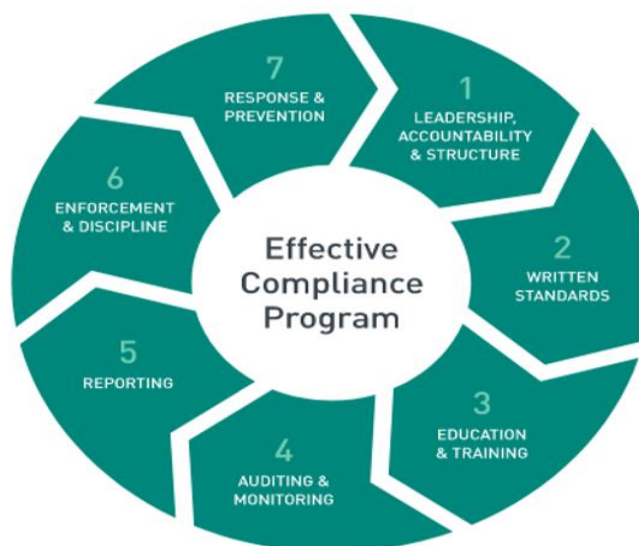 Effective
Compliance
Program
1
LEADERSHIP,
ACCOUNTABILITY
& STRUCTURE
2
WRITTEN
STANDARDS
3
EDUCATION
& TRAINING
4
AUDITING &
MONITORING
5
REPORTING
6
ENFORCEMENT
& DISCIPLINE
7
RESPONSE &
PREVENTION